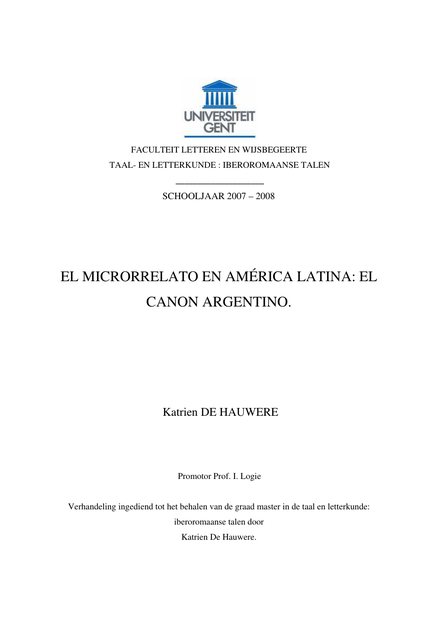 UNIVERSITEIT
GENT
FACULTEIT LETTEREN EN WIJSBEGEERTE
TAAL- EN LETTERKUNDE : IBEROROMAANSE TALEN
SCHOOLJAAR 2007 – 2008
EL MICRORRELATO EN AMÉRICA LATINA: EL
CANON ARGENTINO.
Katrien DE HAUWERE
Promotor Prof. I. Logie
Verhandeling ingediend tot het behalen van de graad master in de taal en letterkunde:
iberoromaanse talen door
Katrien De Hauwere.